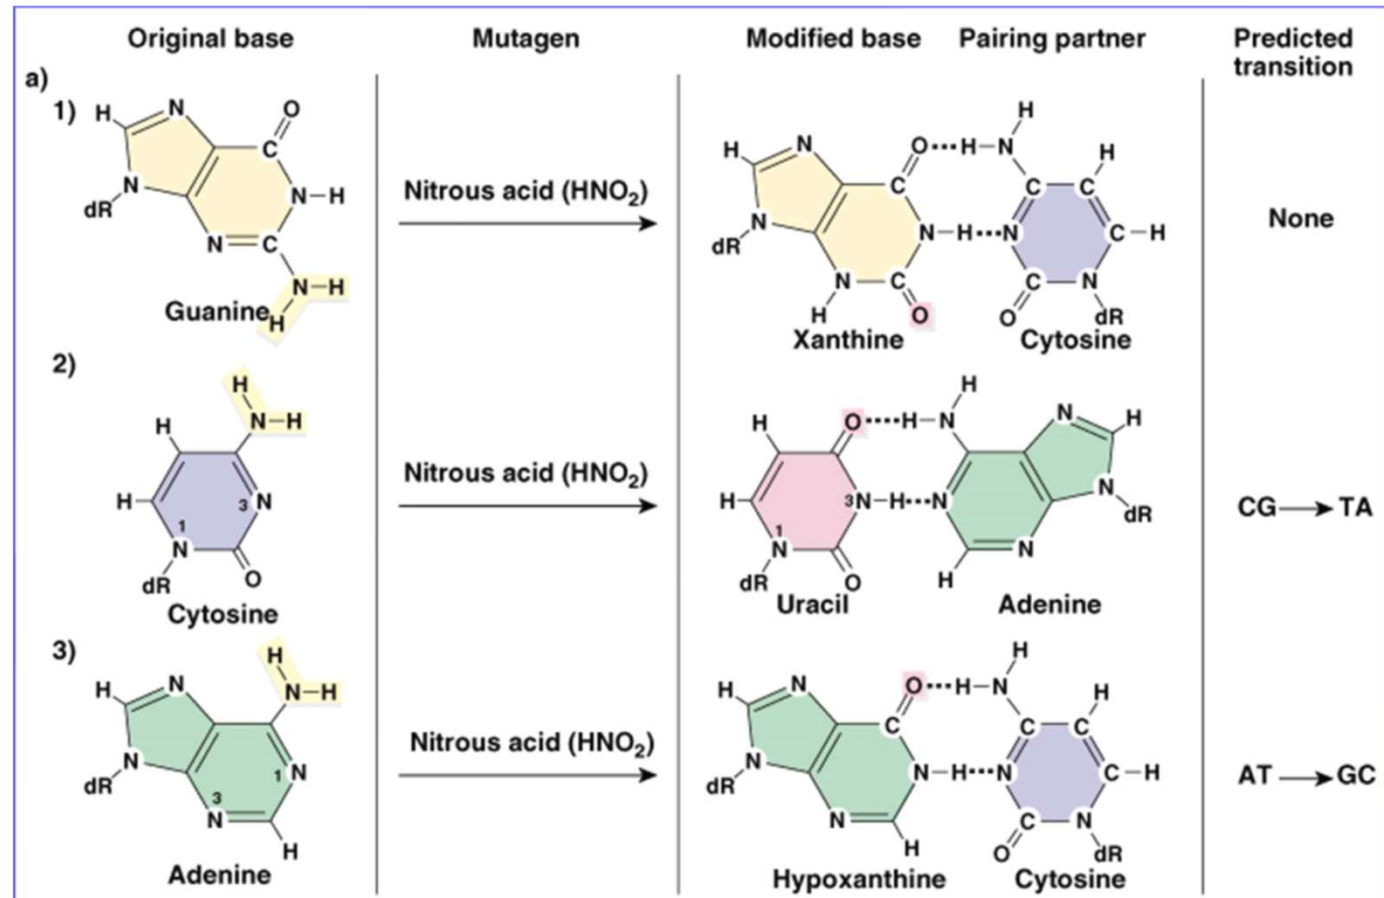 Original base
Mutagen
Modified base
Pairing partner
Predicted
transition
a)
1)
H
N
O
C
N
dR
N-H
N
C
N-H
H
Guanine
Nitrous acid (HNO₂)
H
N
O
C
N
dR
N-H
N
C
H
O
Xanthine
H
H-N
H
C
C
N
C-H
C
N
O
dR
Cytosine
None
2)
H
N-H
H
H
3
N
1
N
dR
O
Cytosine
Nitrous acid (HNO₂)
H
O
H
3
N-H
1
N
dR
O
Uracil
H
H-N
N
H
N
N
dR
N
H
Adenine
CG → TA
3)
H
N-H
H
N
N
dR
1
N
3
N
H
Adenine
Nitrous acid (HNO₂)
H
N
O
C
N
dR
N-H
N
H
Hypoxanthine
H
H-N
H
C
C
N
C-H
C
N
O
dR
Cytosine
AT → GC